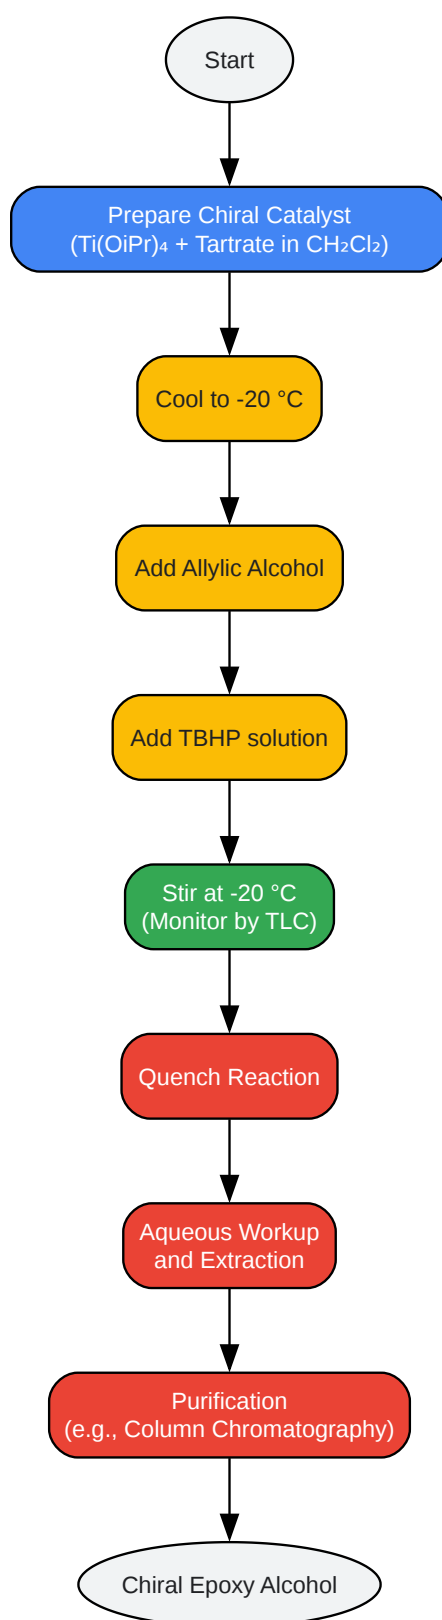 Start
Prepare Chiral Catalyst
(Ti(OiPr)₄ + Tartrate in CH₂Cl₂)
Cool to -20 °C
Add Allylic Alcohol
Add TBHP solution
Stir at -20 °C
(Monitor by TLC)
Quench Reaction
Aqueous Workup
and Extraction
Purification
(e.g., Column Chromatography)
Chiral Epoxy Alcohol